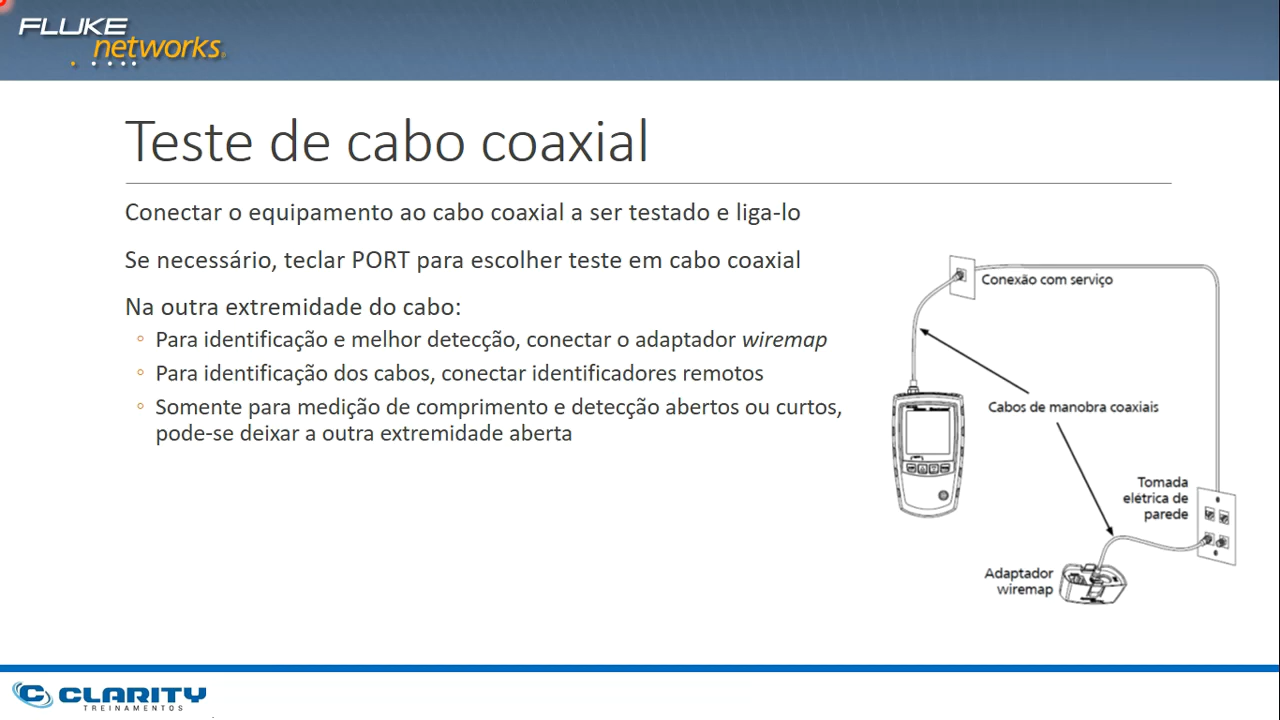 FLUKE
networks
Teste de cabo coaxial
Conectar o equipamento ao cabo coaxial a ser testado e liga-lo
Se necessário, teclar PORT para escolher teste em cabo coaxial
Na outra extremidade do cabo:
Para identificação e melhor detecção, conectar o adaptador wiremap
Para identificação dos cabos, conectar identificadores remotos
Somente para medição de comprimento e detecção abertos ou curtos,
pode-se deixar a outra extremidade aberta
Conexão com serviço
Cabos de manobra coaxiais
Tomada
elétrica de
parede
Adaptador
wiremap
CLARITY
TREINAMENTOS